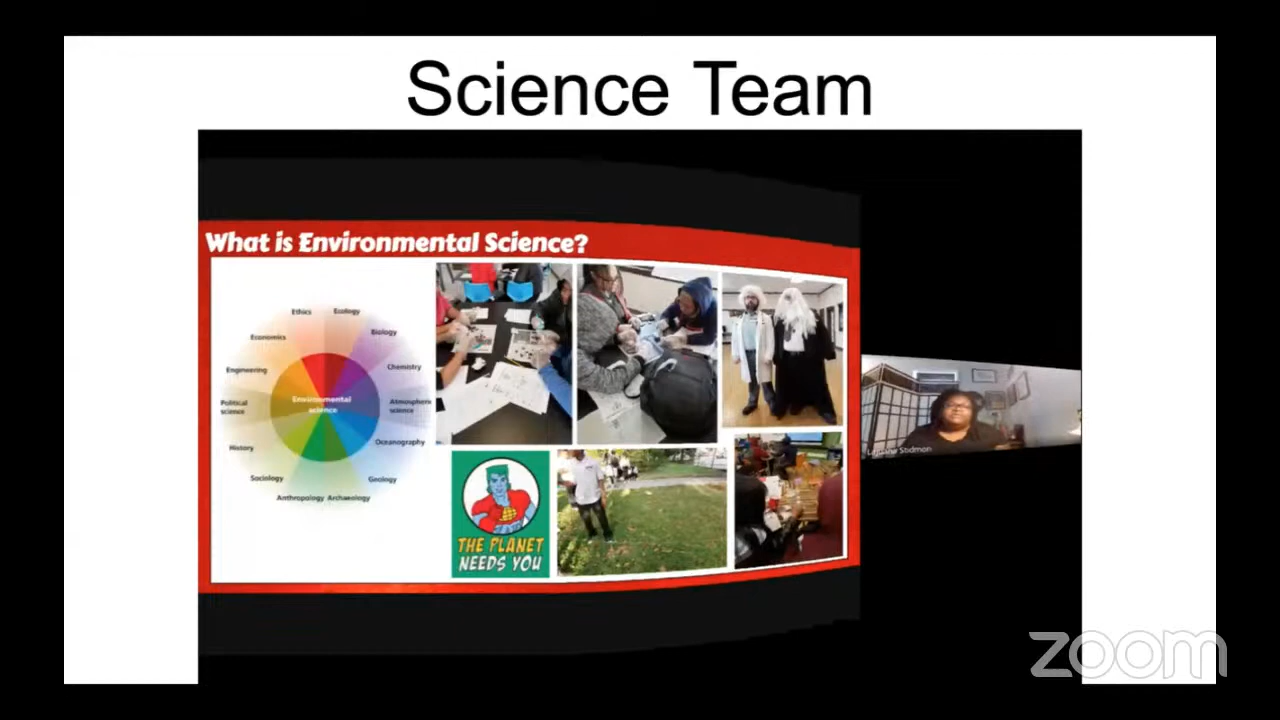 Science Team
What is Environmental Science?
Ethics
Ecology
Economics
Biology
Engineering
Chemistry
Environmental
science
Political
science
Atmospheric
science
History
Oceanography
Sociology
Geology
Anthropology
Archaeology
THE PLANET
NEEDS YOU
Stidmon
zoom